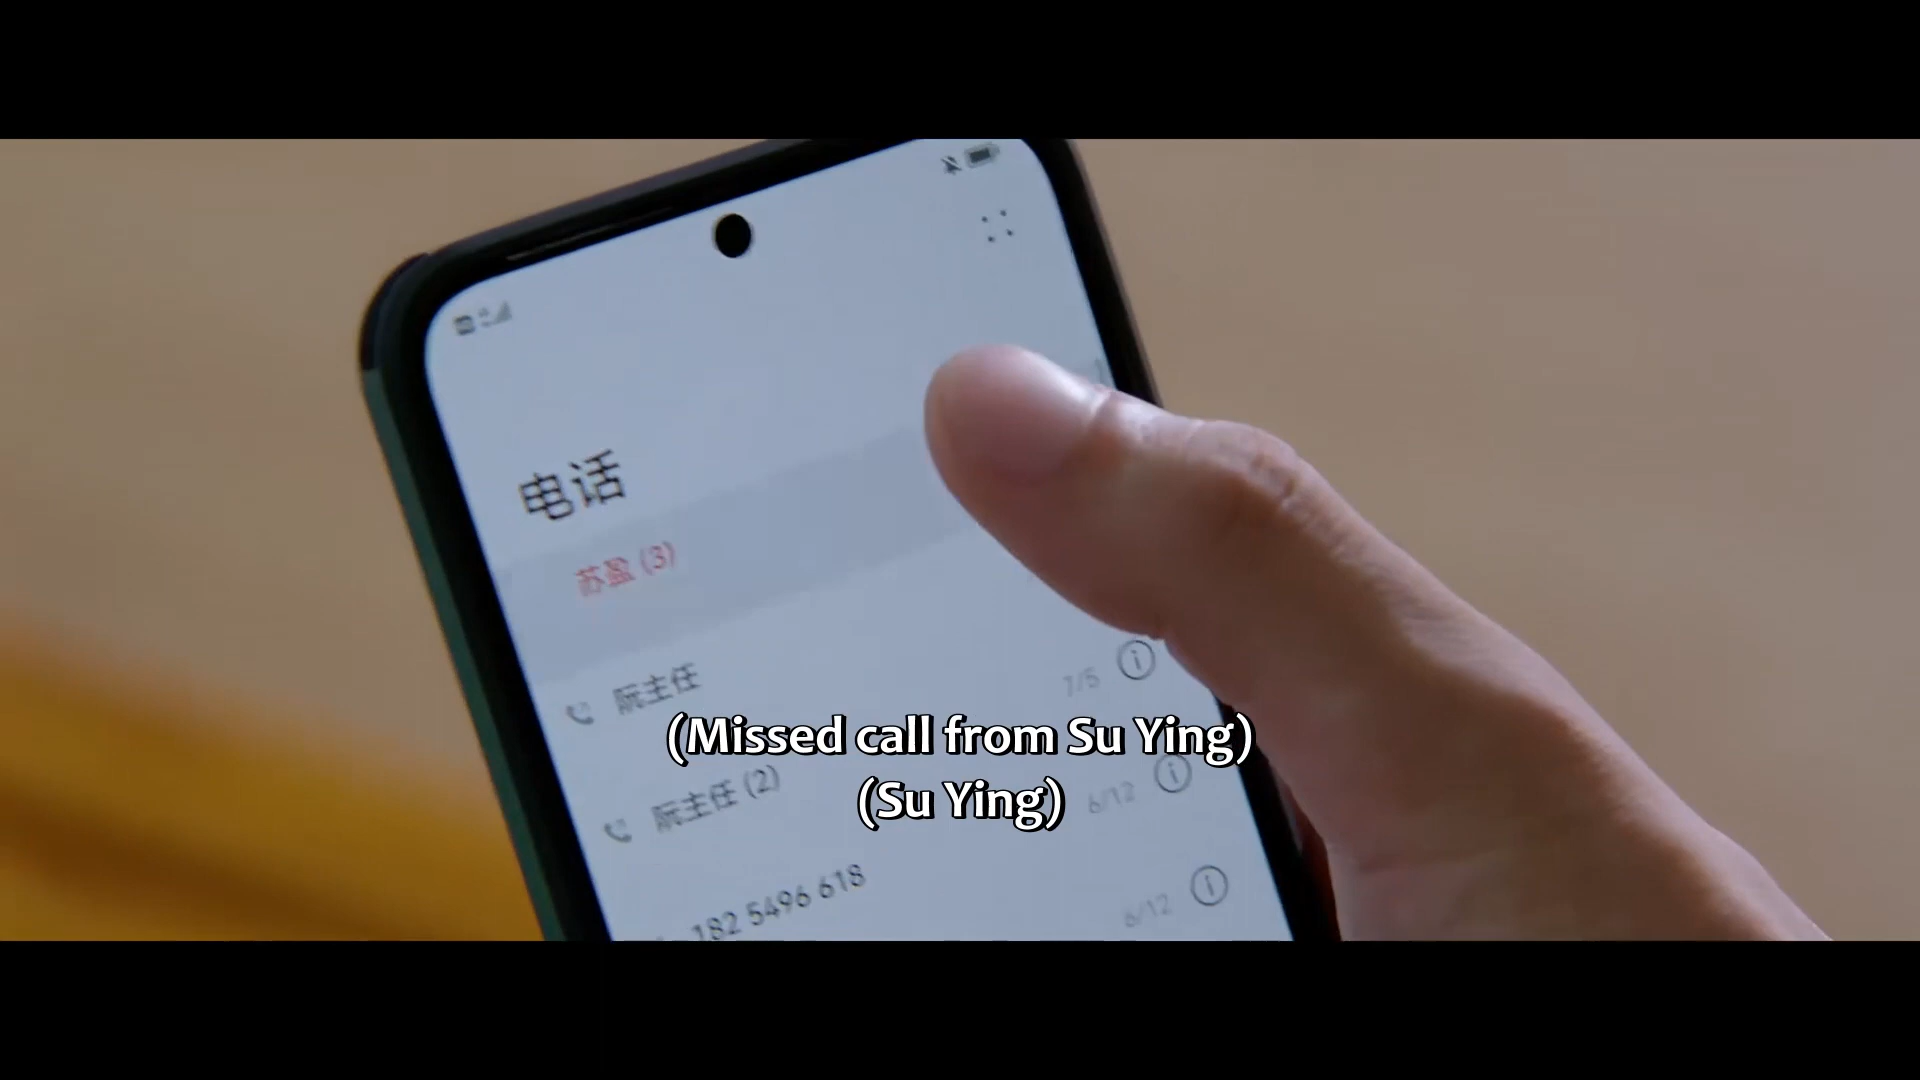 电话
苏盈 (3)
阮主任
7/5
(Missed call from Su Ying)
阮主任 (2)
6/12
(Su Ying)
182 5496 618
6/12